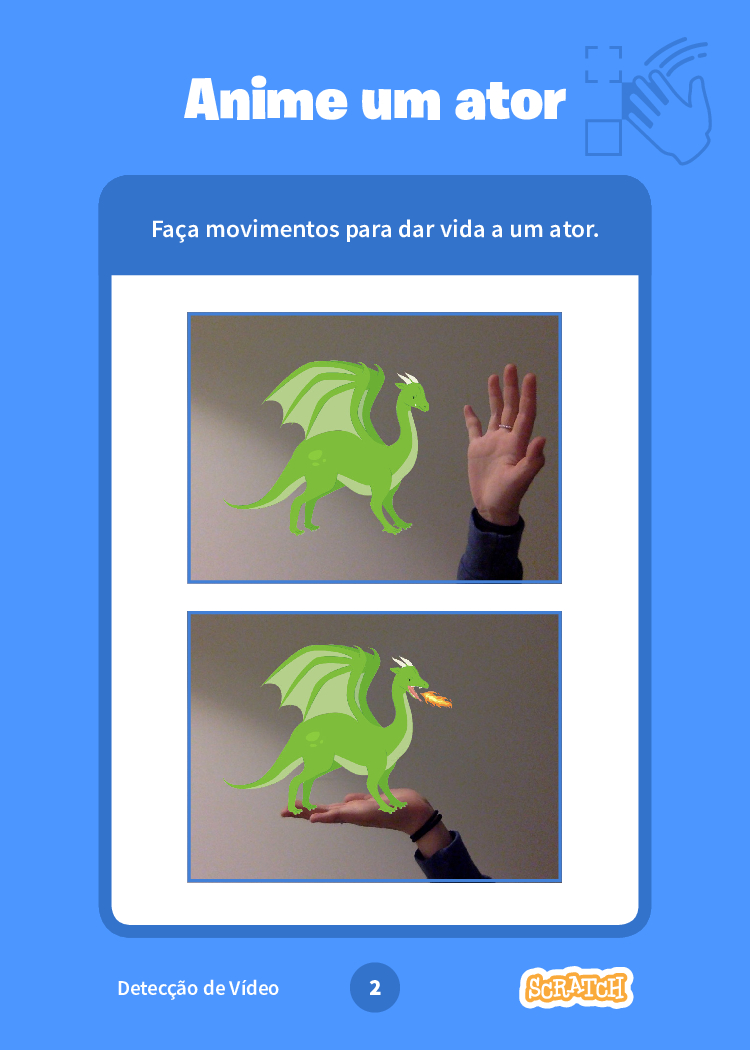 Anime um ator
Faça movimentos para dar vida a um ator.
Detecção de Vídeo
2
SCRATCH